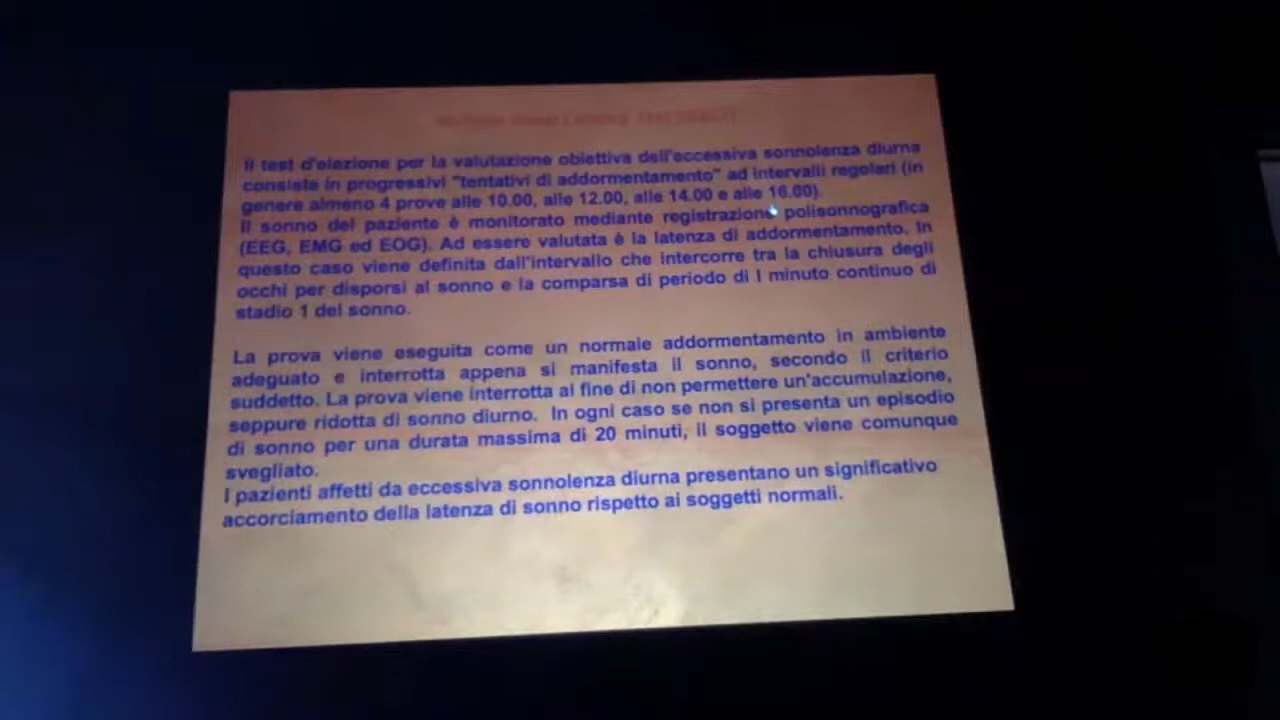 Il test d'elezione per la valutazione obiettiva dell'eccessiva sonnolenza diurna
consiste in progressivi "tentativi di addormentamento" ad intervalli regolari (in
genere almeno 4 prove alle 10.00, alle 12.00, alle 14.00 e alle 16.00).
Il sonno del paziente è monitorato mediante registrazione polisonnografica
(EEG, EMG ed EOG). Ad essere valutata è la latenza di addormentamento. In
questo caso viene definita dall'intervallo che intercorre tra la chiusura degli
occhi per disporsi al sonno e la comparsa di periodo di I minuto continuo di
stadio 1 del sonno.
La prova viene eseguita come un normale addormentamento in ambiente
adeguato e interrotta appena si manifesta il sonno, secondo il criterio
suddetto. La prova viene interrotta al fine di non permettere un'accumulazione,
seppure ridotta di sonno diurno. In ogni caso se non si presenta un episodio
di sonno per una durata massima di 20 minuti, il soggetto viene comunque
svegliato.
I pazienti affetti da eccessiva sonnolenza diurna presentano un significativo
accorciamento della latenza di sonno rispetto ai soggetti normali.